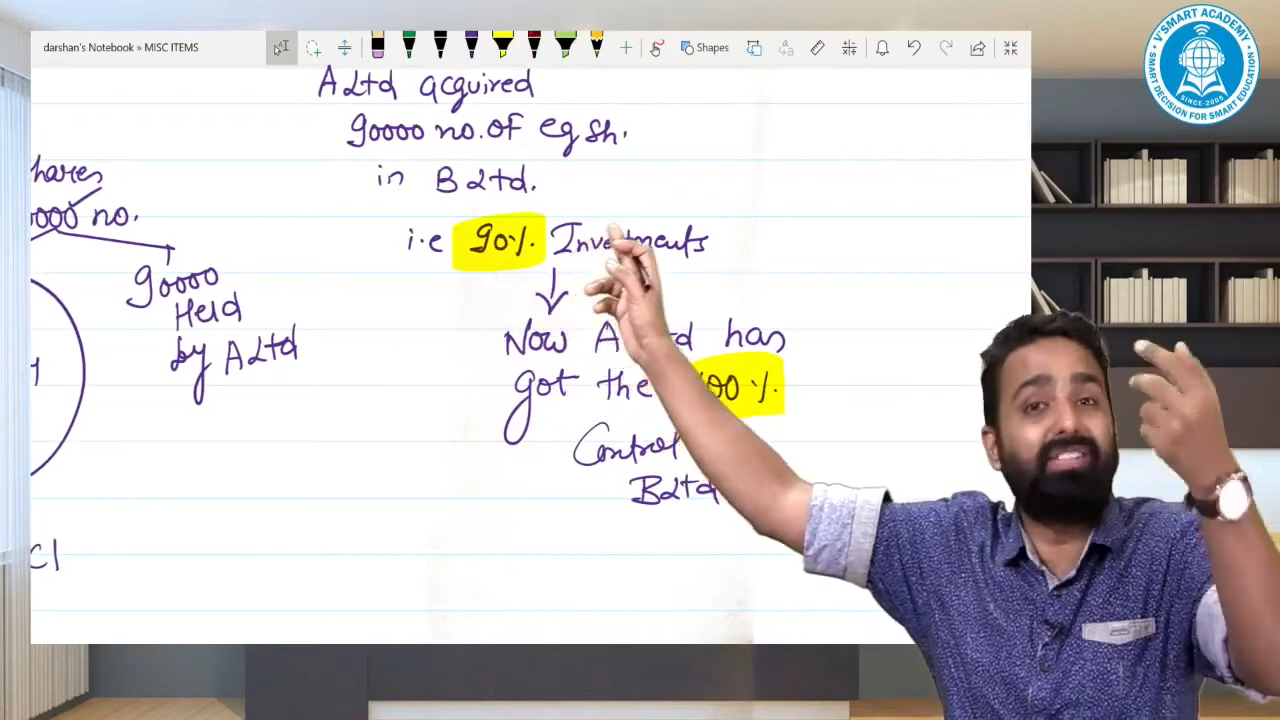 darshan's Notebook » MISC ITEMS
Shapes
V'SMART ACADEMY
SINCE-2005
SMART DECISION FOR SMART EDUCATION
A Ltd acquired
90000 no. of eq sh.
in B Ltd.
i.e 90% Investments
Now A Ltd has
got the 100%
Control
B Ltd
hares
000 no.
90000
Held
by A Ltd